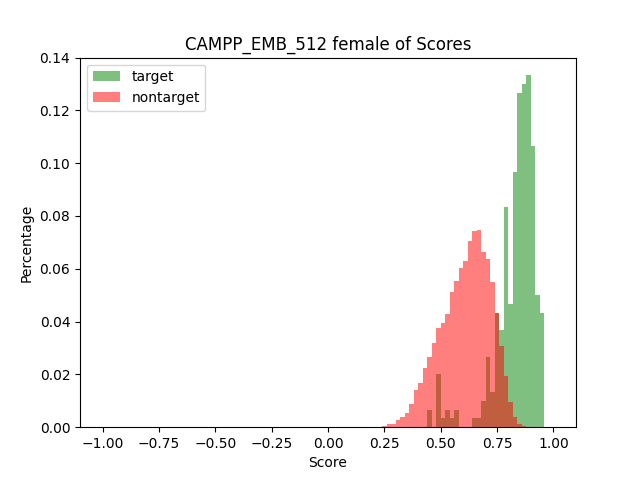 CAMPP_EMB_512 female of Scores
target
nontarget
0.14
0.12
0.10
0.08
0.06
0.04
0.02
0.00
Percentage
−1.00 −0.75 −0.50 −0.25 0.00 0.25 0.50 0.75 1.00
Score